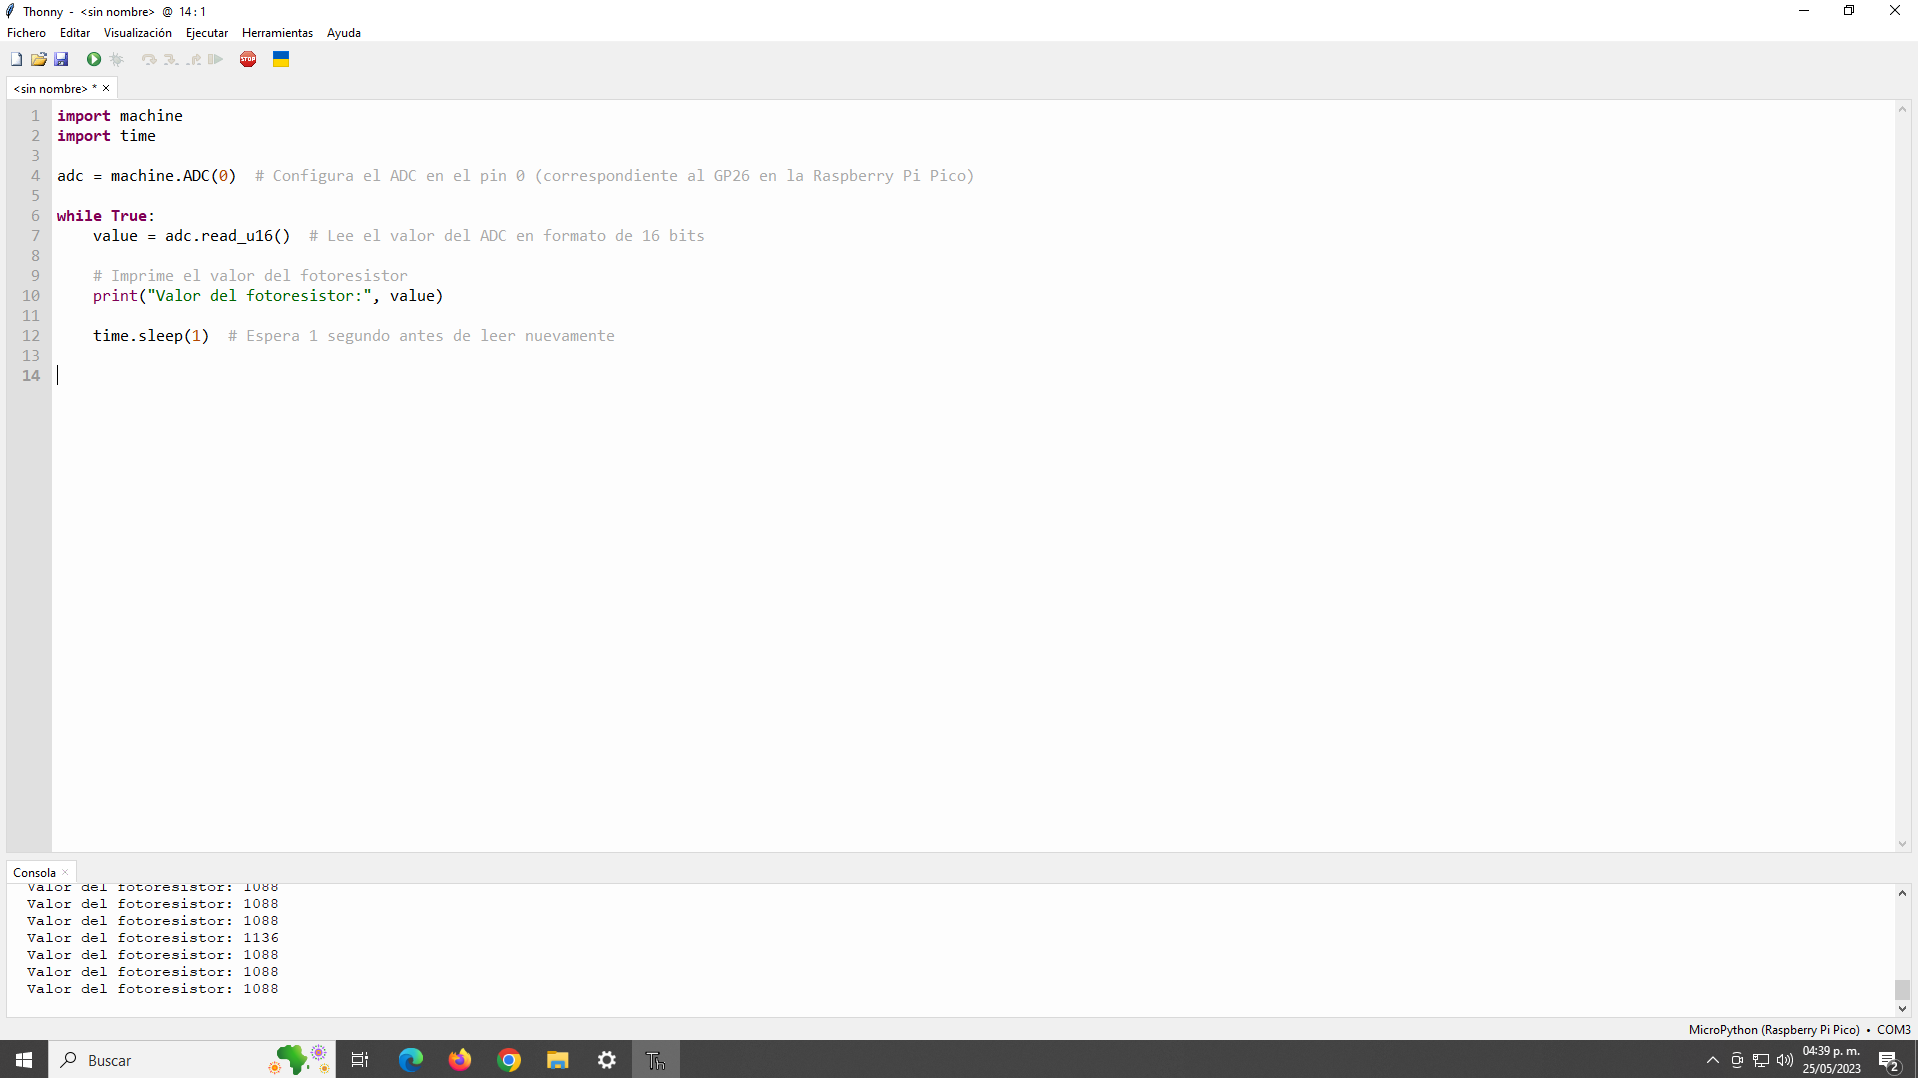 Thonny - <sin nombre> @ 14:1
Fichero Editar Visualización Ejecutar Herramientas Ayuda
STOP
<sin nombre> * ×
1 import machine
2 import time
3
4 adc = machine.ADC(0)  # Configura el ADC en el pin 0 (correspondiente al GP26 en la Raspberry Pi Pico)
5
6 while True:
7     value = adc.read_u16()  # Lee el valor del ADC en formato de 16 bits
8
9     # Imprime el valor del fotoresistor
10     print("Valor del fotoresistor:", value)
11
12     time.sleep(1)  # Espera 1 segundo antes de leer nuevamente
13
14
Consola ×
Valor del fotoresistor: 1088
Valor del fotoresistor: 1088
Valor del fotoresistor: 1088
Valor del fotoresistor: 1136
Valor del fotoresistor: 1088
Valor del fotoresistor: 1088
Valor del fotoresistor: 1088
MicroPython (Raspberry Pi Pico) • COM3
Buscar
Th
04:39 p. m.
25/05/2023
2